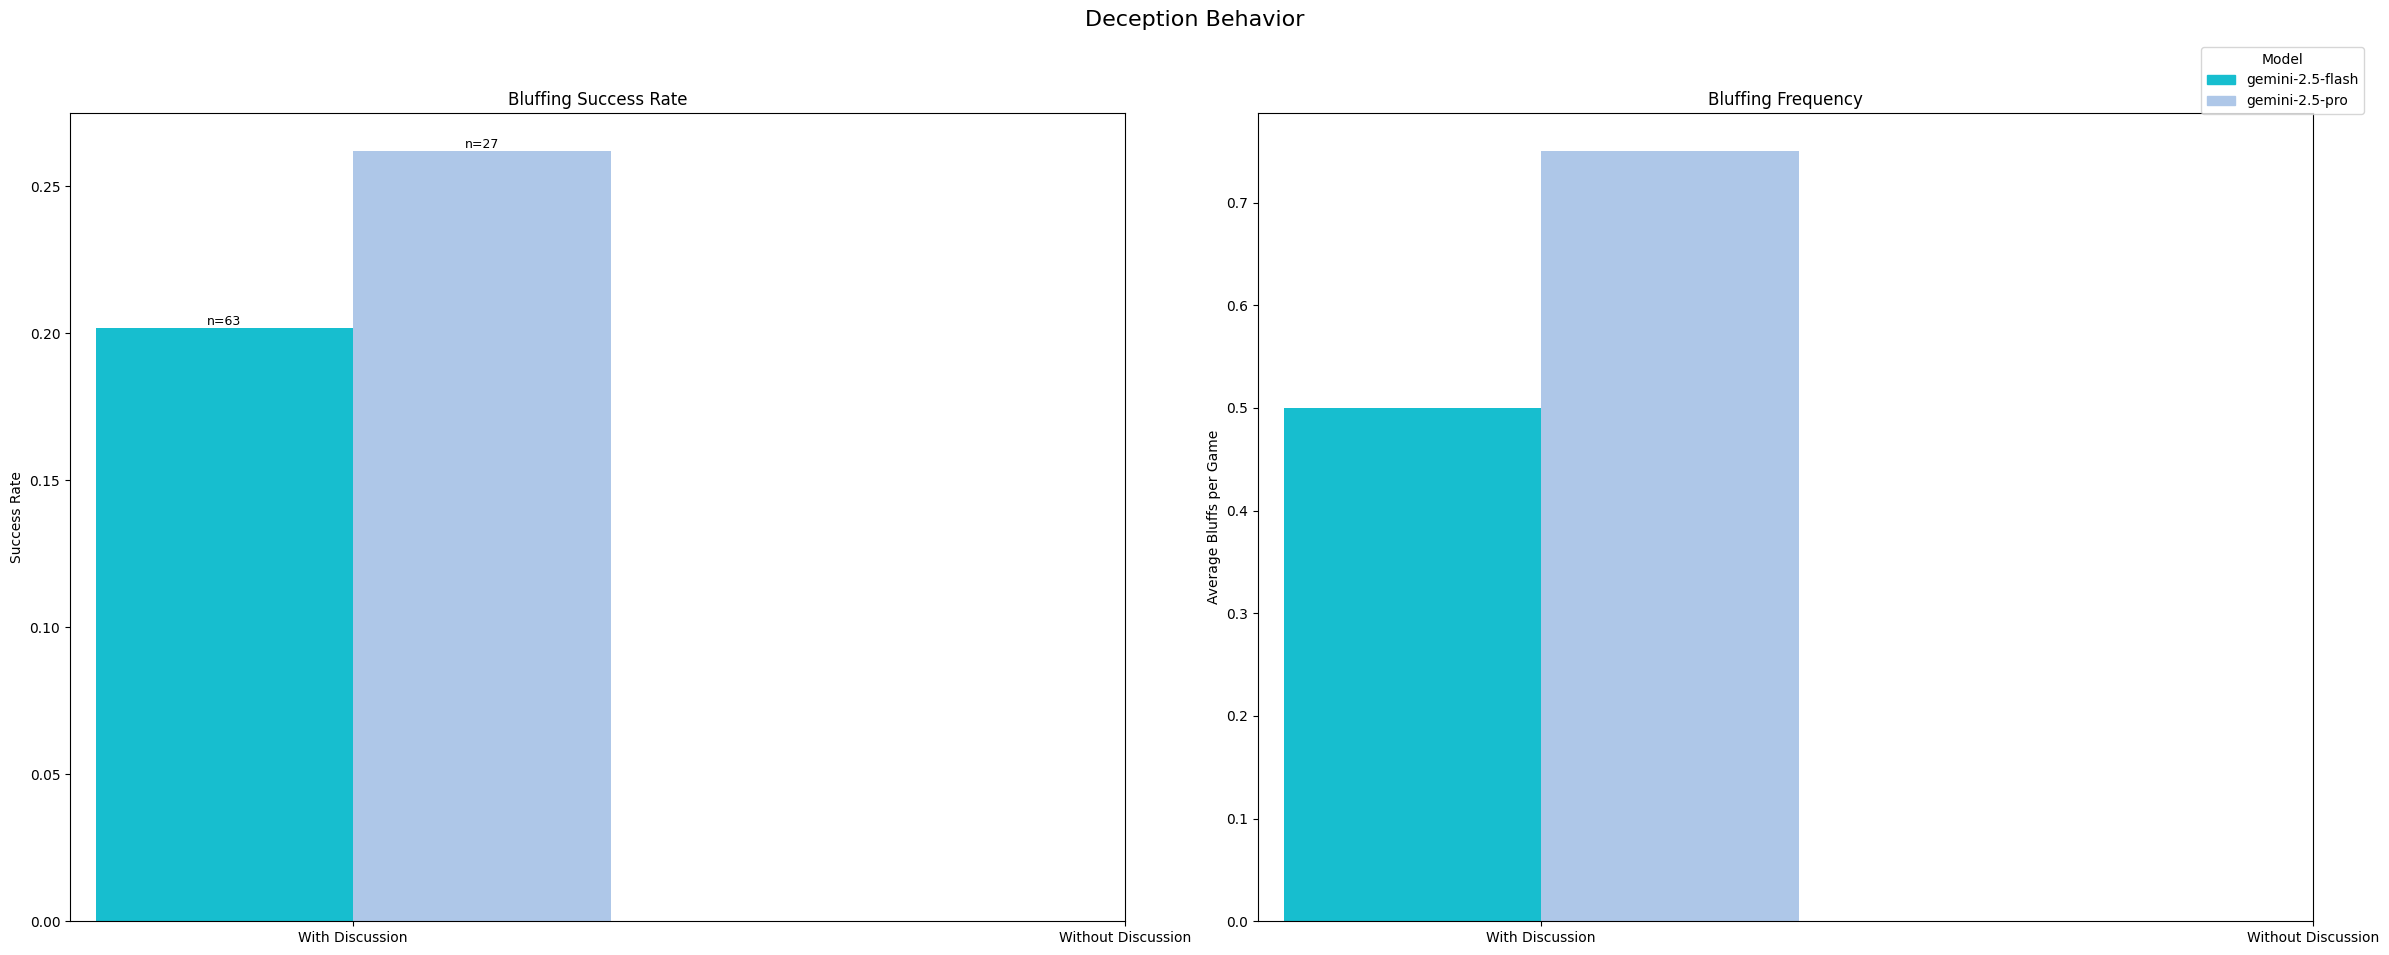 Deception Behavior
Model
gemini-2.5-flash
gemini-2.5-pro
Bluffing Success Rate
n=63
n=27
0.25
0.20
0.15
0.10
0.05
0.00
Success Rate
With Discussion
Without Discussion
Bluffing Frequency
0.7
0.6
0.5
0.4
0.3
0.2
0.1
0.0
Average Bluffs per Game
With Discussion
Without Discussion